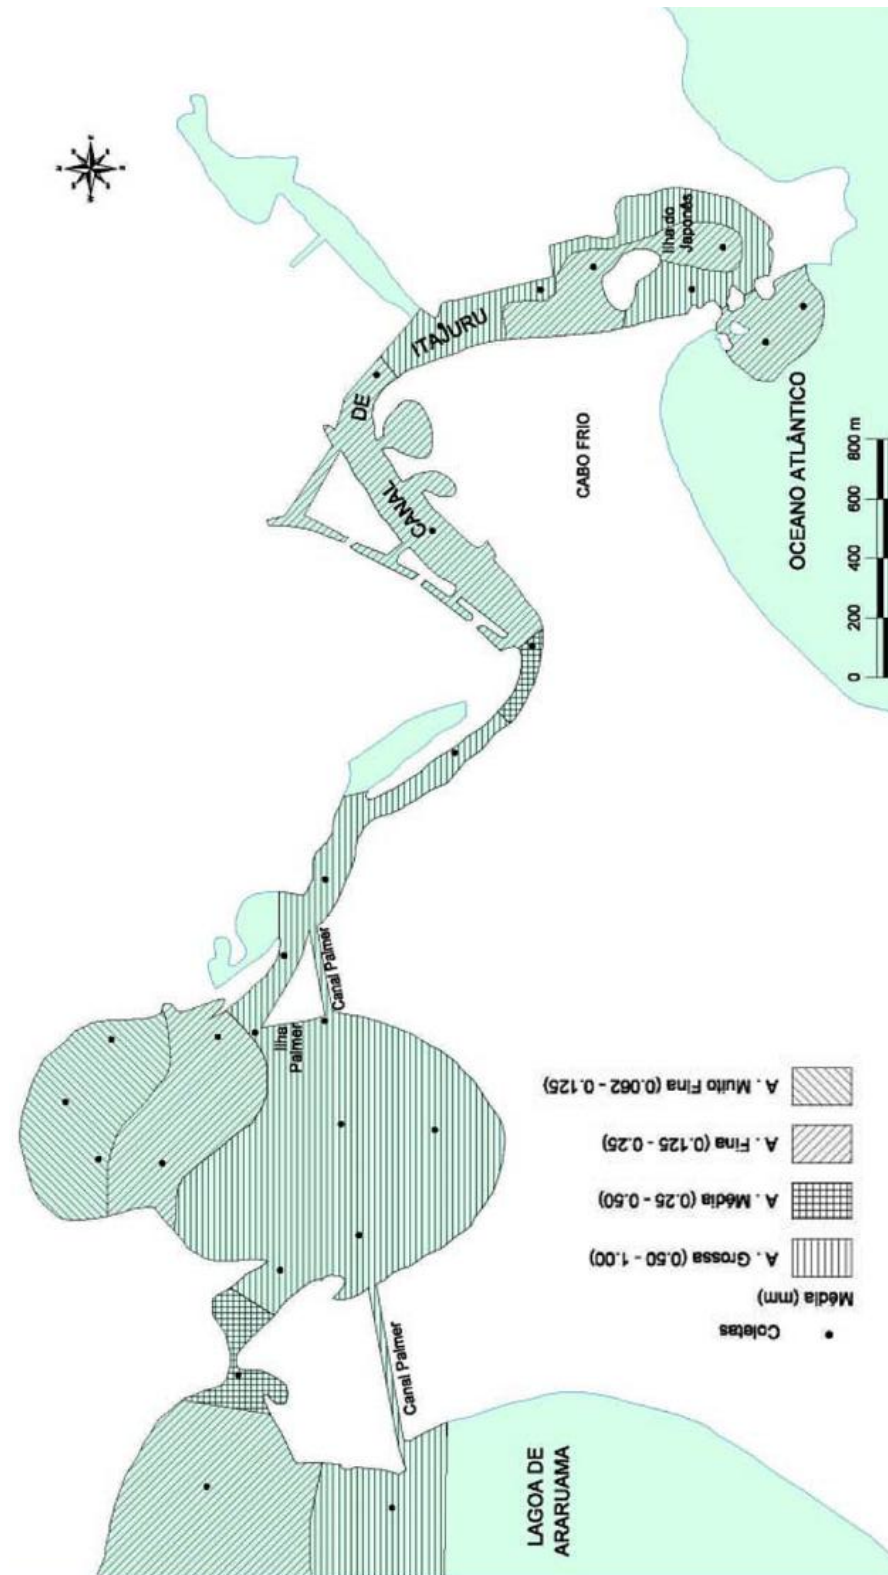 Ilha do
Japonês
CANAL
DE
ITAJURU
CABO FRIO
OCEANO ATLÂNTICO
0 200 400 600 800 m
Canal Palmer
Ilha
Palmer
Canal Palmer
LAGOA DE
ARARUAMA
Coletas
Média (mm)
A . Grossa (0.50 - 1.00)
A . Média (0.25 - 0.50)
A . Fina (0.125 - 0.25)
A . Muito Fina (0.062 - 0.125)